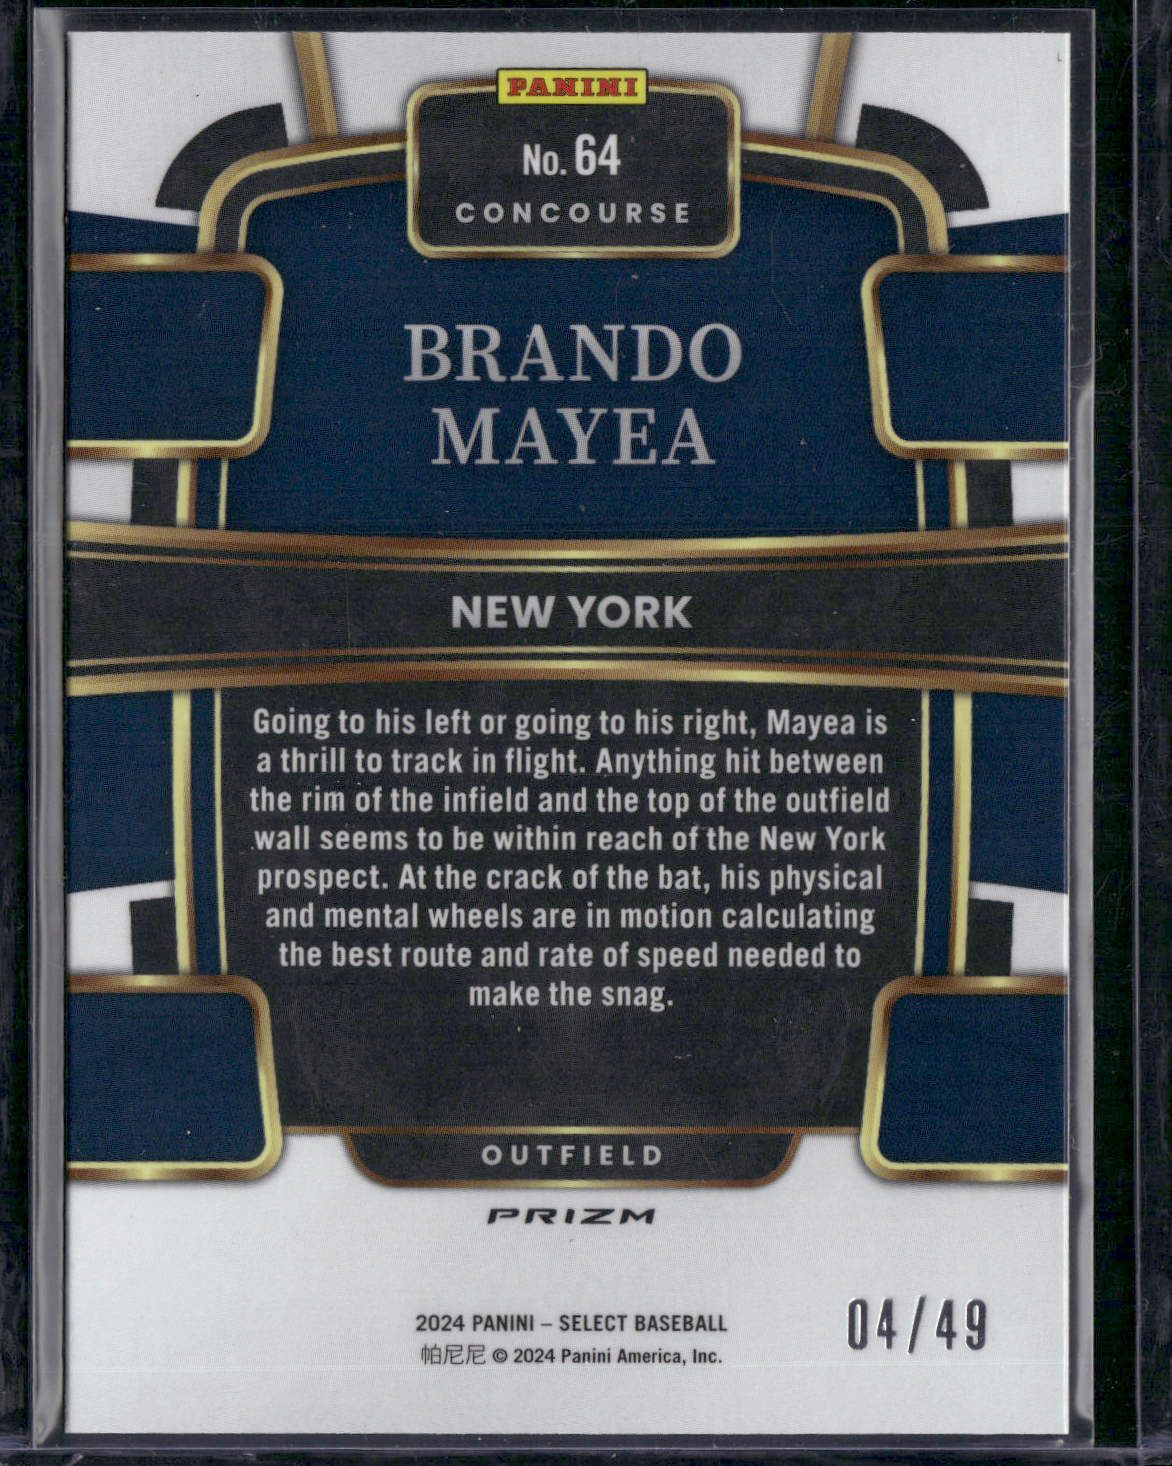 PANINI
No. 64
CONCOURSE
BRANDO
MAYEA
NEW YORK
Going to his left or going to his right, Mayea is
a thrill to track in flight. Anything hit between
the rim of the infield and the top of the outfield
wall seems to be within reach of the New York
prospect. At the crack of the bat, his physical
and mental wheels are in motion calculating
the best route and rate of speed needed to
make the snag.
OUTFIELD
PRIZM
2024 PANINI – SELECT BASEBALL
帕尼尼 © 2024 Panini America, Inc.
04/49